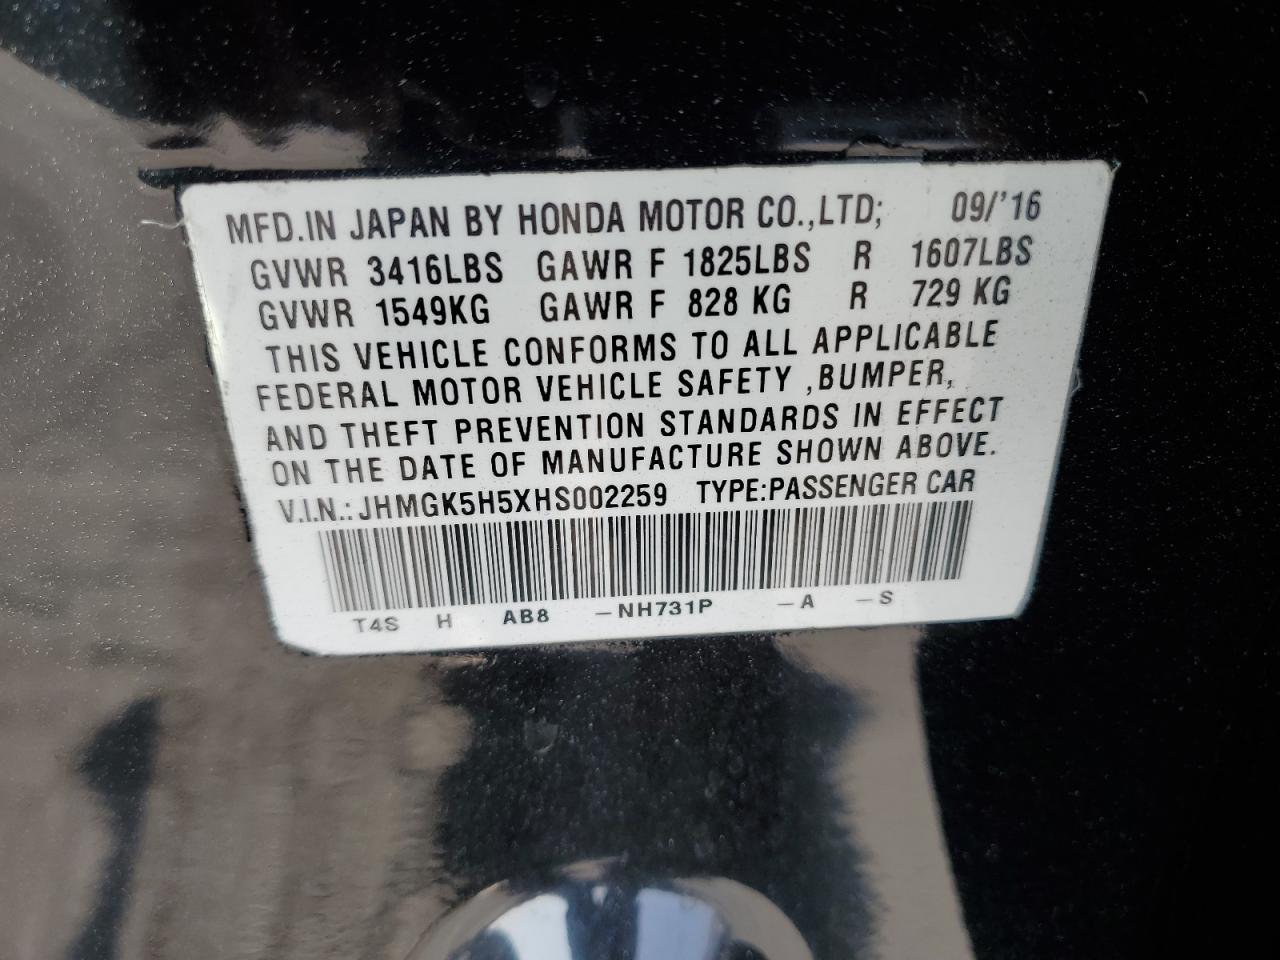 MFD.IN JAPAN BY HONDA MOTOR CO.,LTD; 09/'16
GVWR 3416LBS GAWR F 1825LBS R 1607LBS
GVWR 1549KG GAWR F 828 KG R 729 KG
THIS VEHICLE CONFORMS TO ALL APPLICABLE
FEDERAL MOTOR VEHICLE SAFETY ,BUMPER,
AND THEFT PREVENTION STANDARDS IN EFFECT
ON THE DATE OF MANUFACTURE SHOWN ABOVE.
V.I.N.: JHMGK5H5XHS002259 TYPE:PASSENGER CAR
T4S H AB8 -NH731P -A -S